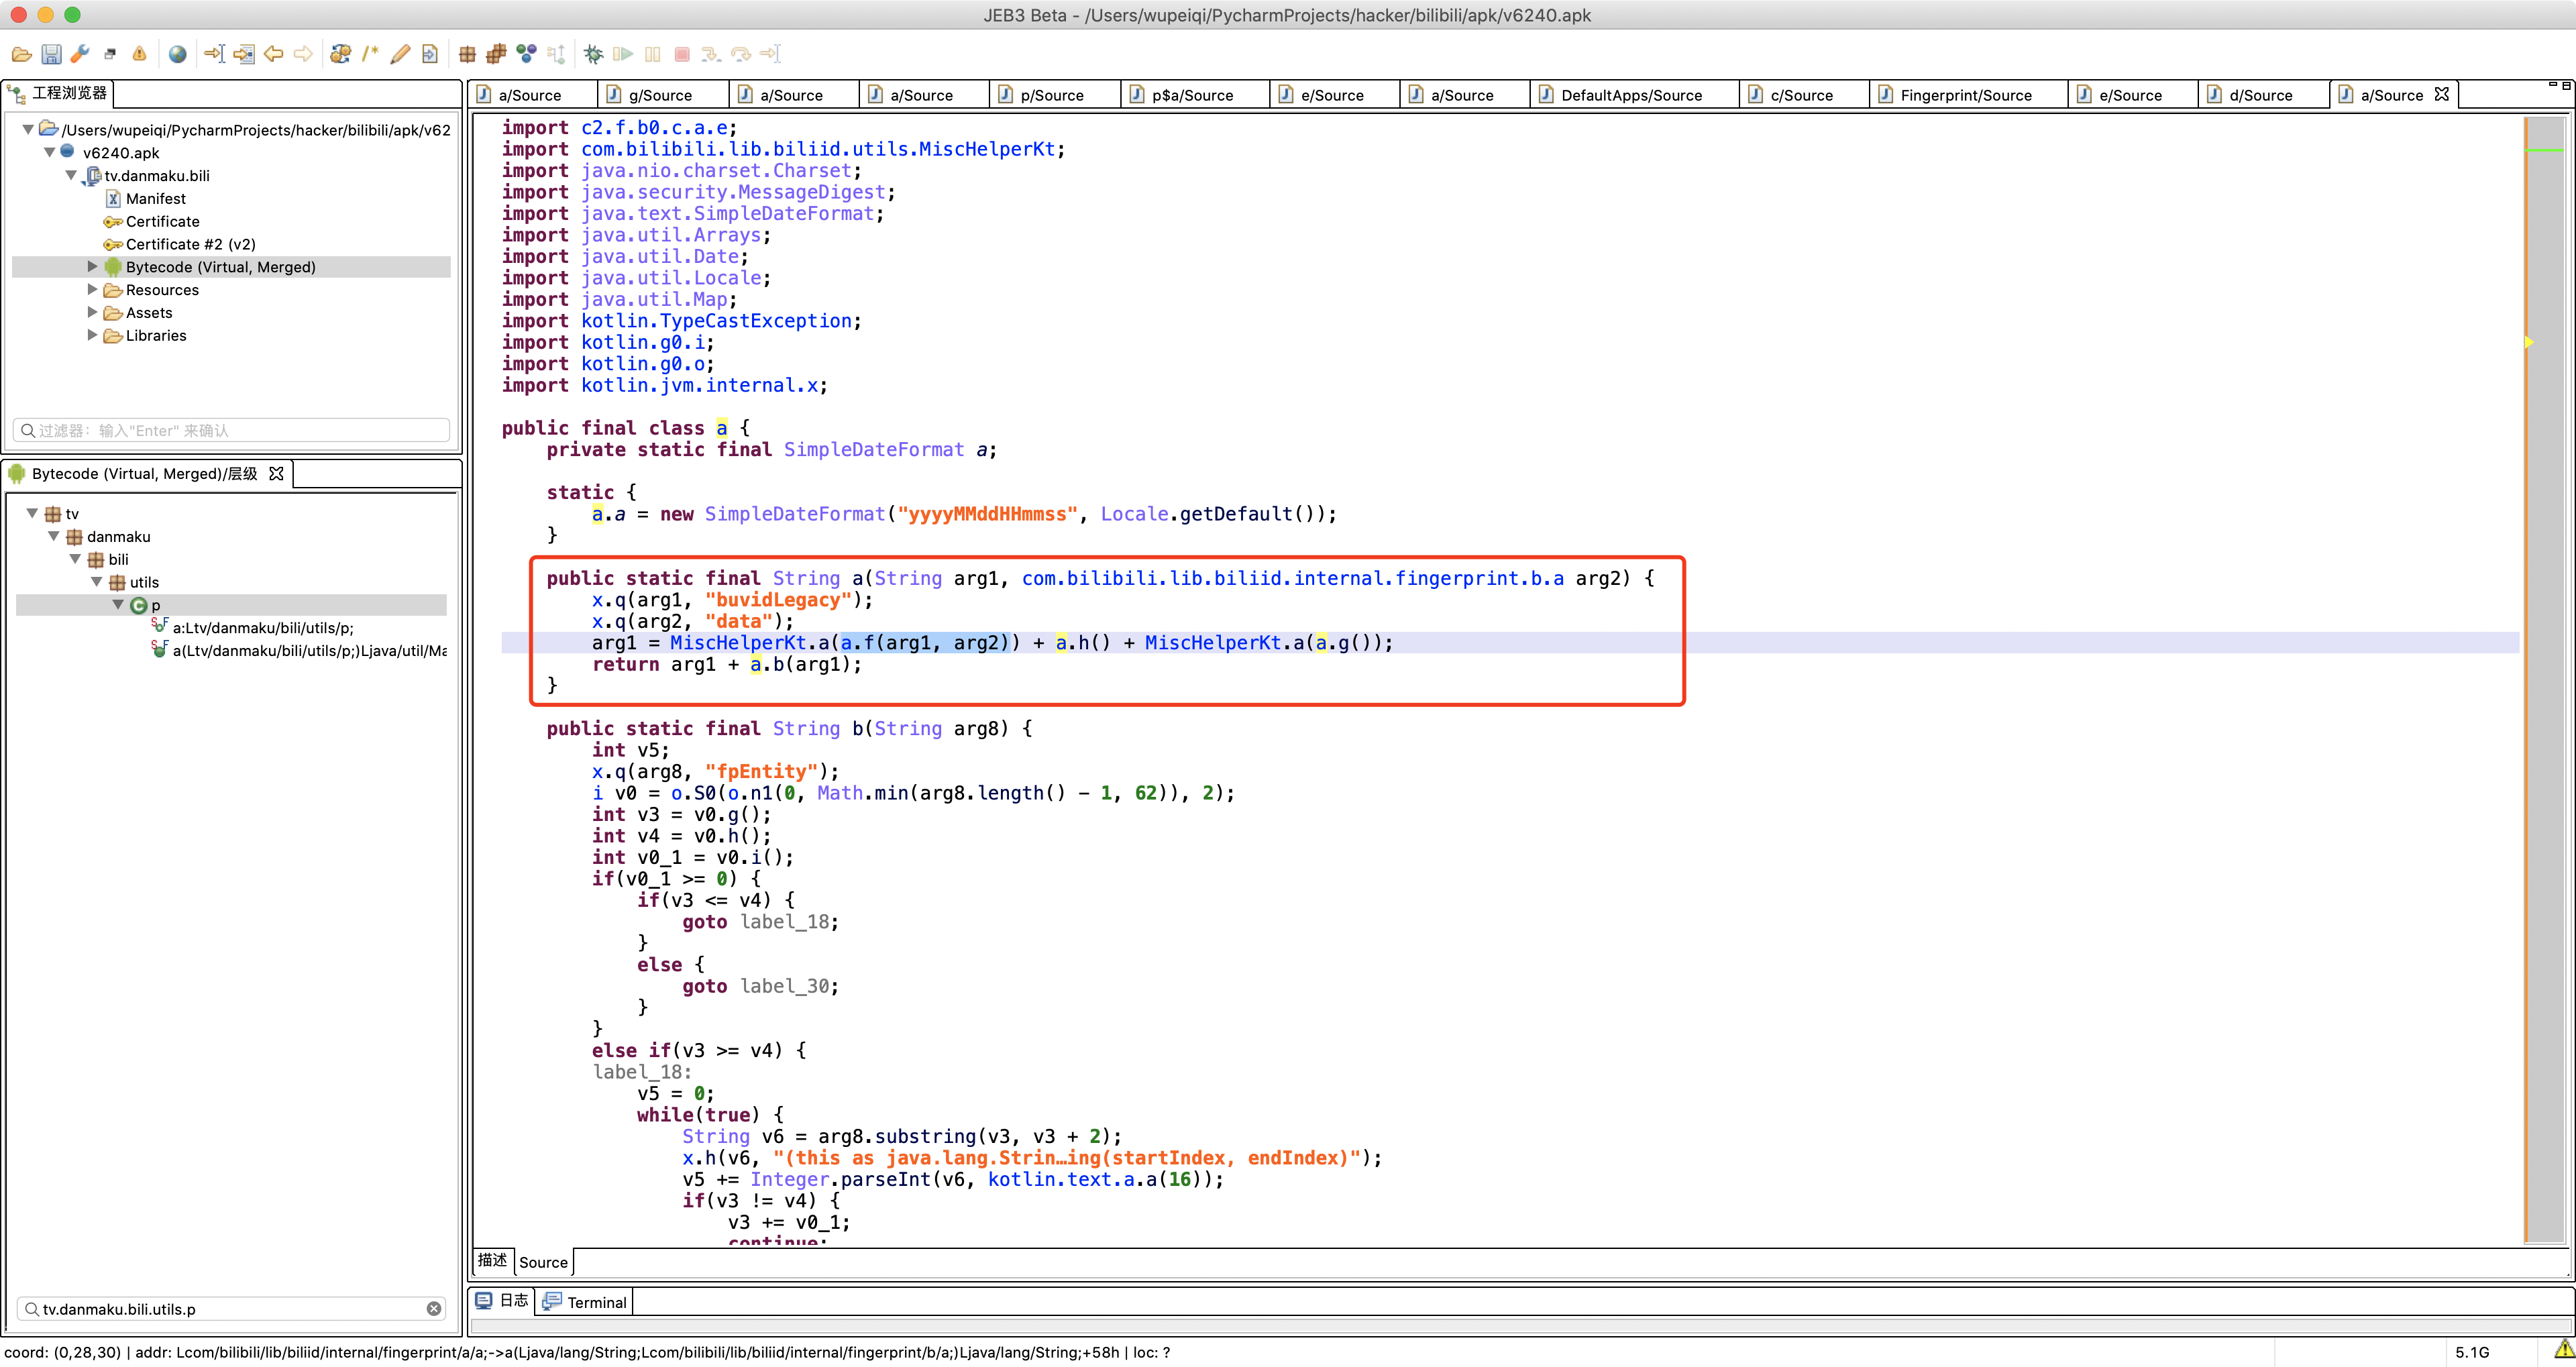 JEB3 Beta - /Users/wupeiqi/PycharmProjects/hacker/bilibili/apk/v6240.apk
工程浏览器
/Users/wupeiqi/PycharmProjects/hacker/bilibili/apk/v62
v6240.apk
tv.danmaku.bili
Manifest
Certificate
Certificate #2 (v2)
Bytecode (Virtual, Merged)
Resources
Assets
Libraries
过滤器: 输入"Enter" 来确认
Bytecode (Virtual, Merged)/层级
tv
danmaku
bili
utils
p
a:Ltv/danmaku/bili/utils/p;
a(Ltv/danmaku/bili/utils/p;)Ljava/util/Ma
tv.danmaku.bili.utils.p
a/Source g/Source a/Source a/Source p/Source p$a/Source e/Source a/Source DefaultApps/Source c/Source Fingerprint/Source e/Source d/Source a/Source
import c2.f.b0.c.a.e;
import com.bilibili.lib.biliid.utils.MiscHelperKt;
import java.nio.charset.Charset;
import java.security.MessageDigest;
import java.text.SimpleDateFormat;
import java.util.Arrays;
import java.util.Date;
import java.util.Locale;
import java.util.Map;
import kotlin.TypeCastException;
import kotlin.g0.i;
import kotlin.g0.o;
import kotlin.jvm.internal.x;
public final class a {
private static final SimpleDateFormat a;
static {
a.a = new SimpleDateFormat("yyyyMMddHHmmss", Locale.getDefault());
}
public static final String a(String arg1, com.bilibili.lib.biliid.internal.fingerprint.b.a arg2) {
x.q(arg1, "buvidLegacy");
x.q(arg2, "data");
arg1 = MiscHelperKt.a(a.f(arg1, arg2)) + a.h() + MiscHelperKt.a(a.g());
return arg1 + a.b(arg1);
}
public static final String b(String arg8) {
int v5;
x.q(arg8, "fpEntity");
i v0 = o.S0(o.n1(0, Math.min(arg8.length() - 1, 62)), 2);
int v3 = v0.g();
int v4 = v0.h();
int v0_1 = v0.i();
if(v0_1 >= 0) {
if(v3 <= v4) {
goto label_18;
}
else {
goto label_30;
}
}
else if(v3 >= v4) {
label_18:
v5 = 0;
while(true) {
String v6 = arg8.substring(v3, v3 + 2);
x.h(v6, "(this as java.lang.Strin…ing(startIndex, endIndex)");
v5 += Integer.parseInt(v6, kotlin.text.a.a(16));
if(v3 != v4) {
v3 += v0_1;
continue;
描述 Source
日志 Terminal
coord: (0,28,30) | addr: Lcom/bilibili/lib/biliid/internal/fingerprint/a/a;->a(Ljava/lang/String;Lcom/bilibili/lib/biliid/internal/fingerprint/b/a;)Ljava/lang/String;+58h | loc: ?
5.1G